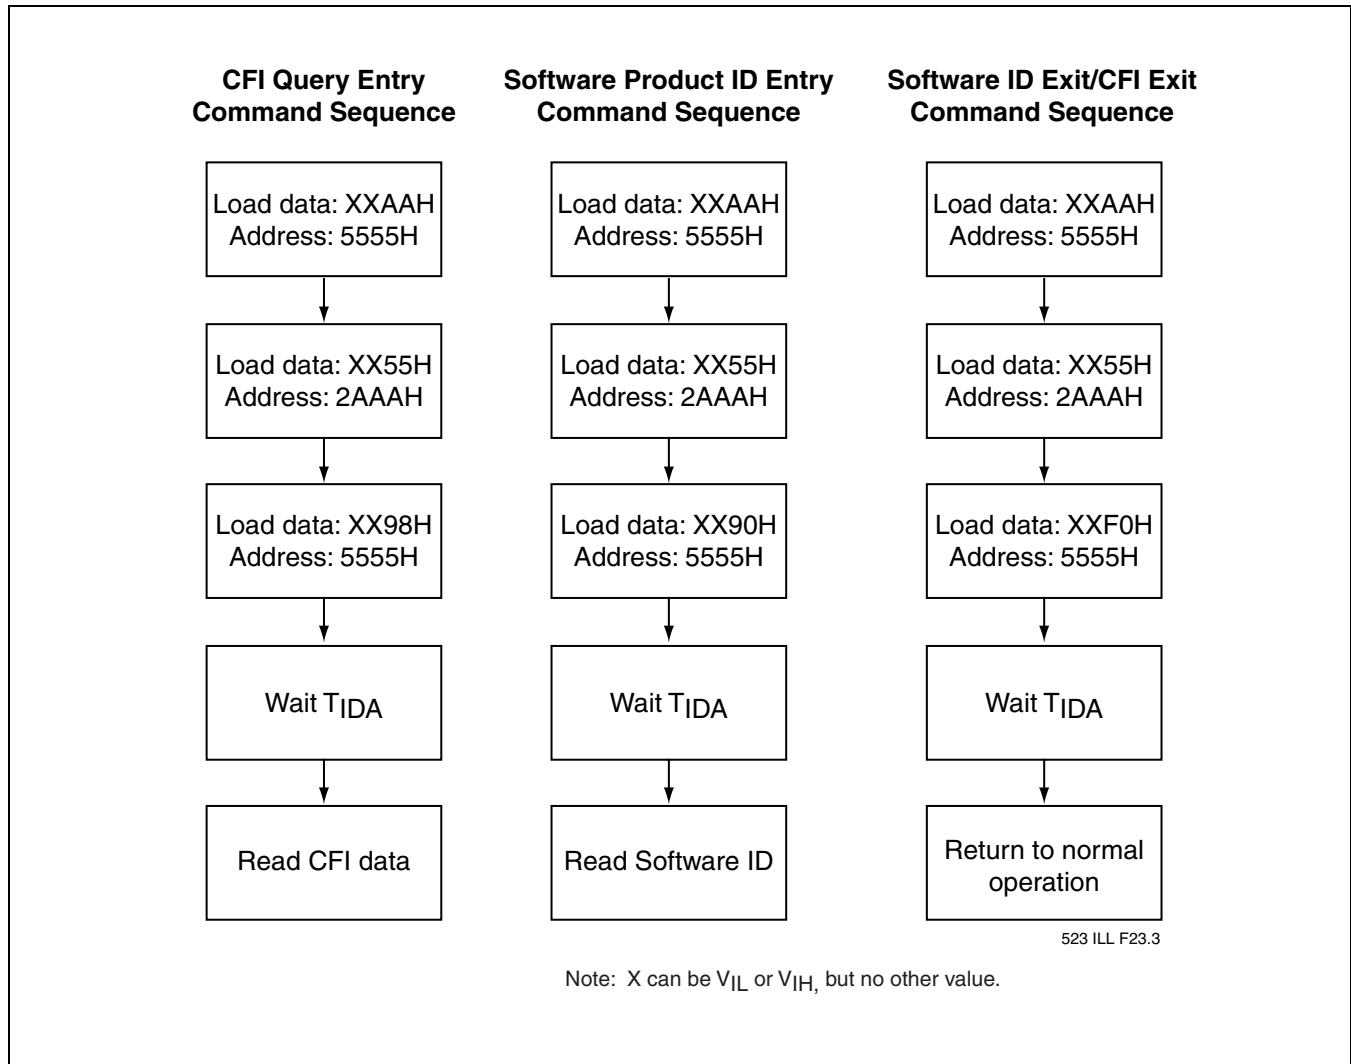 CFI Query Entry
Command Sequence
Load data: XXAAH
Address: 5555H
Load data: XX55H
Address: 2AAAH
Load data: XX98H
Address: 5555H
Wait TIDA
Read CFI data
Software Product ID Entry
Command Sequence
Load data: XXAAH
Address: 5555H
Load data: XX55H
Address: 2AAAH
Load data: XX90H
Address: 5555H
Wait TIDA
Read Software ID
Software ID Exit/CFI Exit
Command Sequence
Load data: XXAAH
Address: 5555H
Load data: XX55H
Address: 2AAAH
Load data: XXF0H
Address: 5555H
Wait TIDA
Return to normal
operation
523 ILL F23.3
Note: X can be VIL or VIH, but no other value.